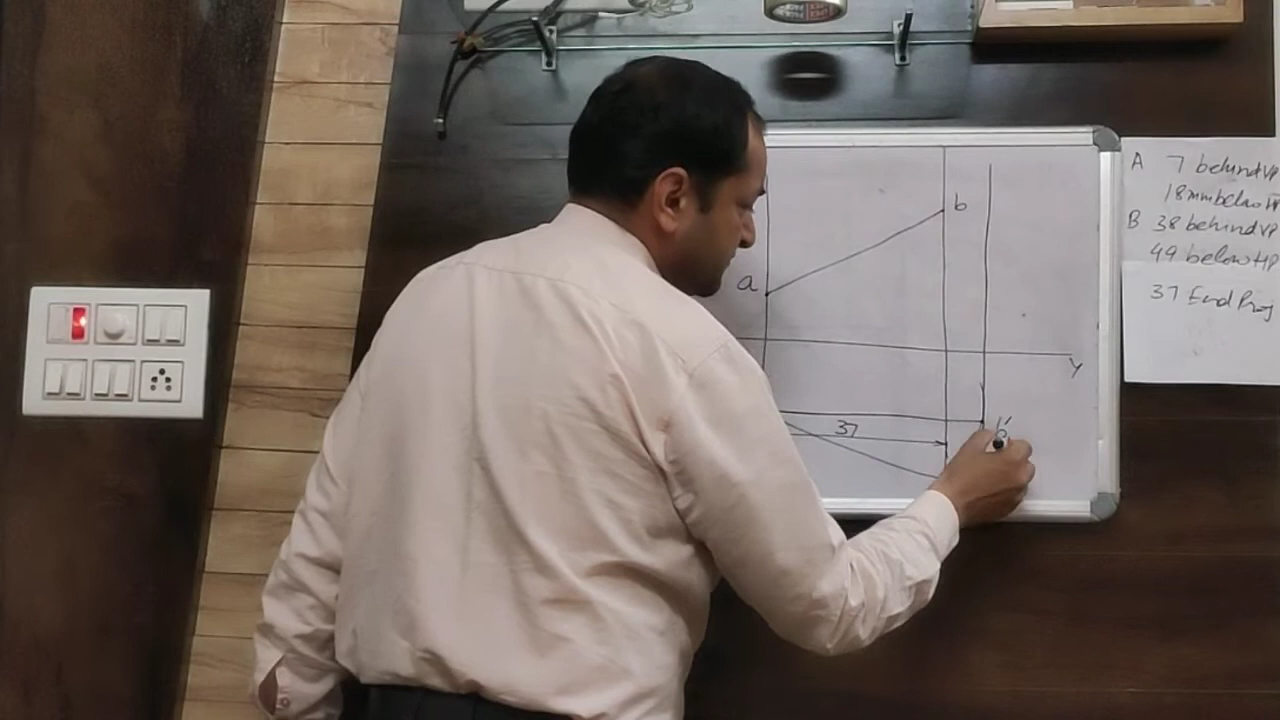 A 7 behind VP
18mm below HP
B 38 behind VP
49 below HP
37 End Proj
b
a
Y
37